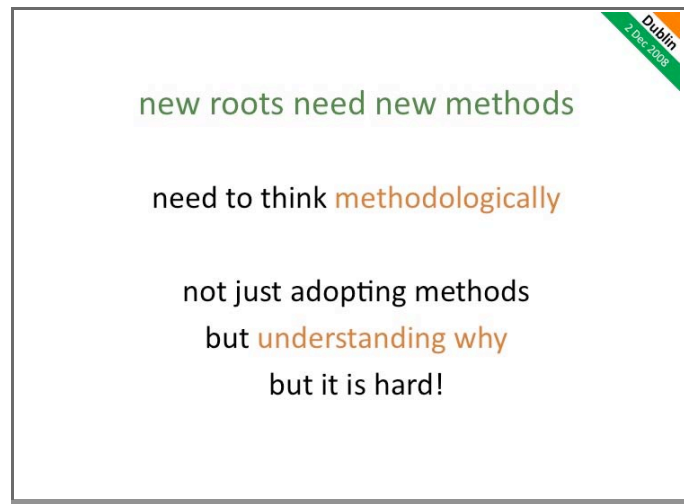 Dublin
2 Dec 2008
new roots need new methods
need to think methodologically
not just adopting methods
but understanding why
but it is hard!